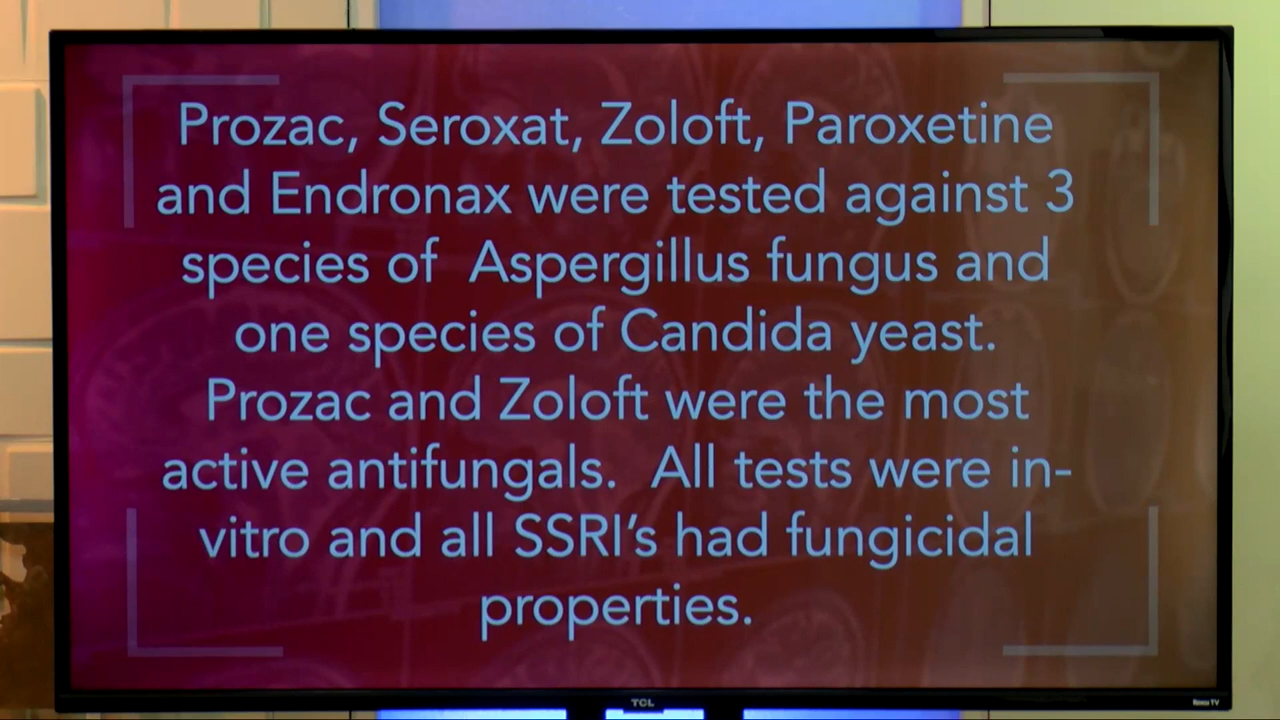 Prozac, Seroxat, Zoloft, Paroxetine
and Endronax were tested against 3
species of  Aspergillus fungus and
one species of Candida yeast.
Prozac and Zoloft were the most
active antifungals.  All tests were in-
vitro and all SSRI's had fungicidal
properties.
TCL
Roku TV